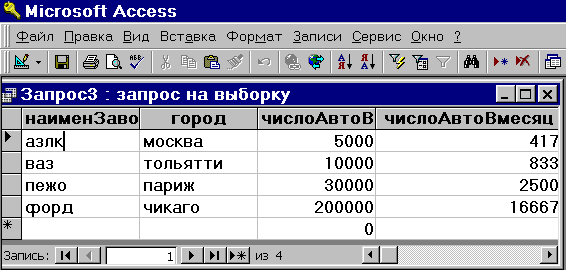 Microsoft Access
Файл Правка Вид Вставка Формат Записи Сервис Окно ?
Запрос3 : запрос на выборку
наименЗаво город числоАвтоВ числоАвтоВмесяц
азлк москва 5000 417
ваз тольятти 10000 833
пежо париж 30000 2500
форд чикаго 200000 16667
* 0
Запись: 1 из 4